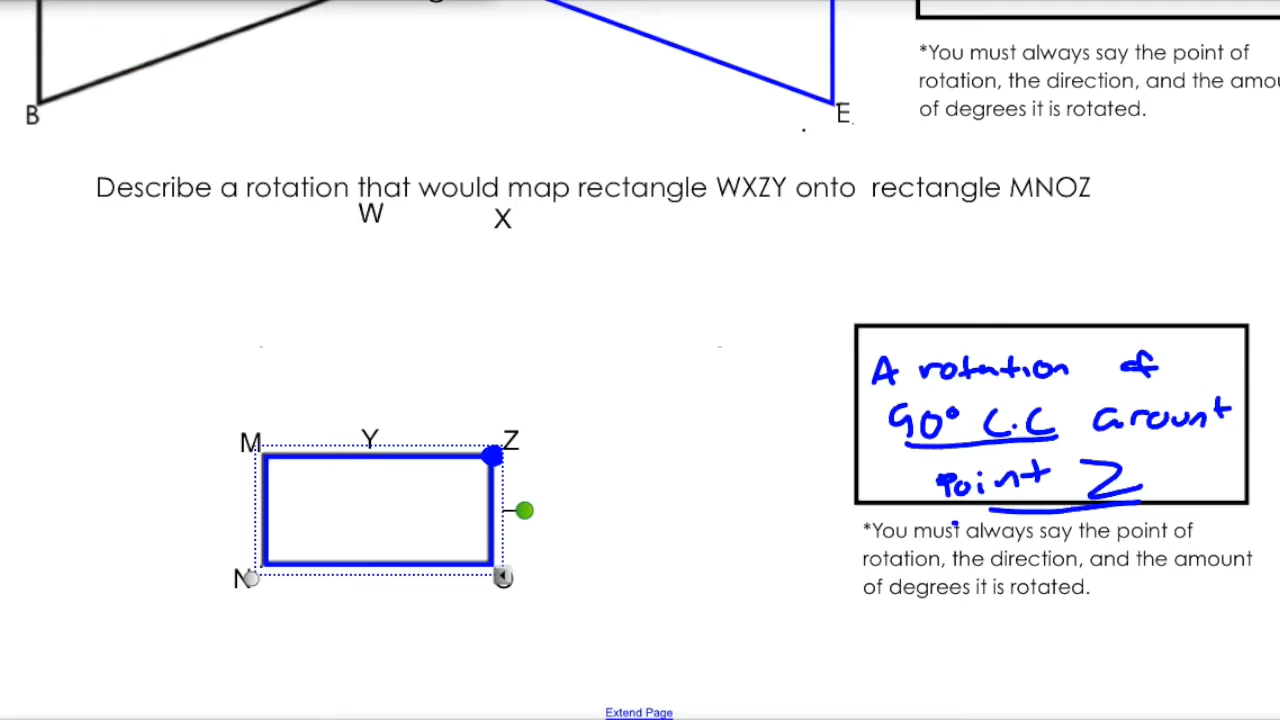 *You must always say the point of
rotation, the direction, and the amou
of degrees it is rotated.
B
E
Describe a rotation that would map rectangle WXZY onto rectangle MNOZ
W
X
A rotation of
90° C.C arount
point Z
M
Y
Z
N
O
*You must always say the point of
rotation, the direction, and the amount
of degrees it is rotated.
Extend Page